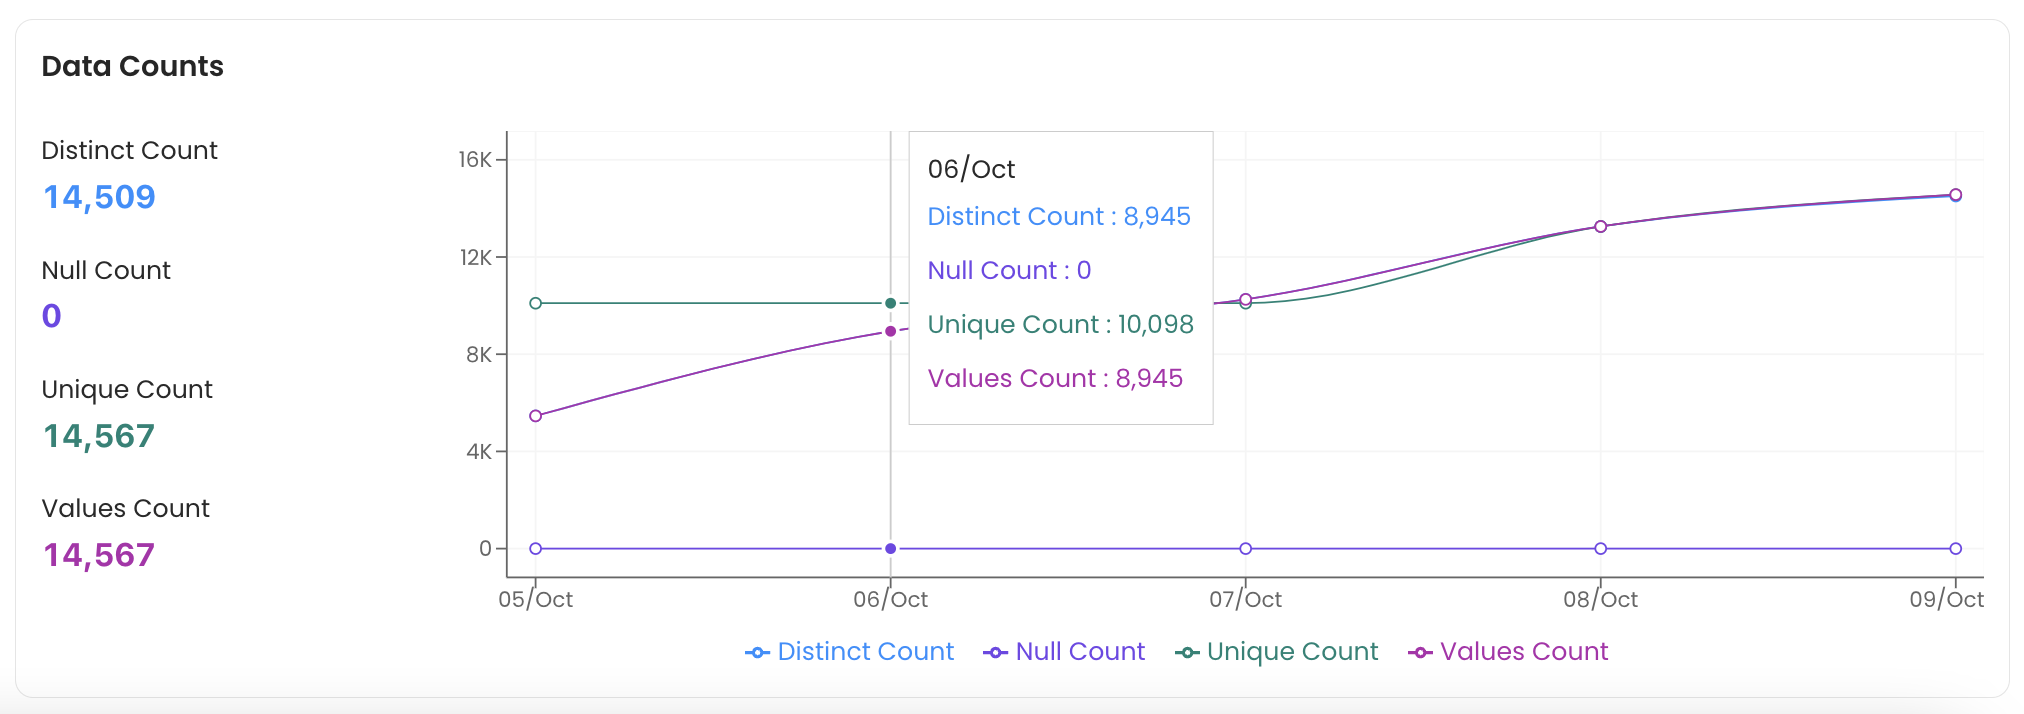 Data Counts
Distinct Count
14,509
Null Count
0
Unique Count
14,567
Values Count
14,567
16K
12K
8K
4K
0
06/Oct
Distinct Count : 8,945
Null Count : 0
Unique Count : 10,098
Values Count : 8,945
05/Oct 06/Oct 07/Oct 08/Oct 09/Oct
Distinct Count Null Count Unique Count Values Count